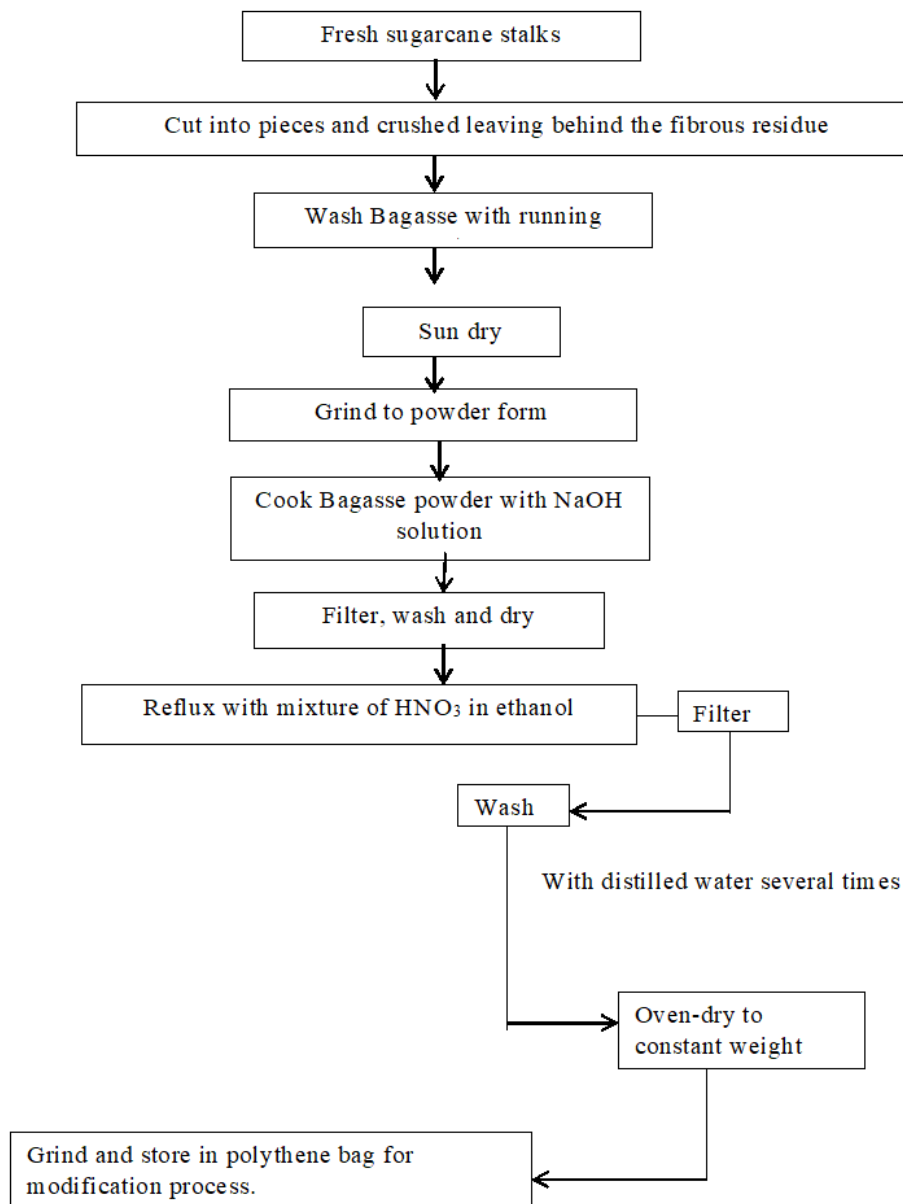 Fresh sugarcane stalks
Cut into pieces and crushed leaving behind the fibrous residue
Wash Bagasse with running
Sun dry
Grind to powder form
Cook Bagasse powder with NaOH
solution
Filter, wash and dry
Reflux with mixture of HNO₃ in ethanol
Filter
Wash
With distilled water several times
Oven-dry to
constant weight
Grind and store in polythene bag for
modification process.